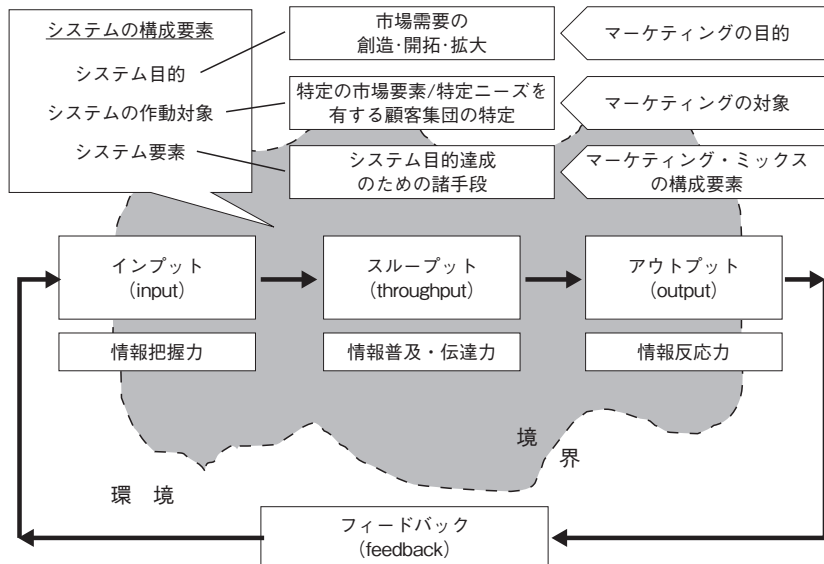 システムの構成要素
システム目的
システムの作動対象
システム要素
市場需要の
創造・開拓・拡大
マーケティングの目的
特定の市場要素/特定ニーズを
有する顧客集団の特定
マーケティングの対象
システム目的達成
のための諸手段
マーケティング・ミックス
の構成要素
インプット
(input)
スループット
(throughput)
アウトプット
(output)
情報把握力
情報普及・伝達力
情報反応力
境
界
環　境
フィードバック
(feedback)